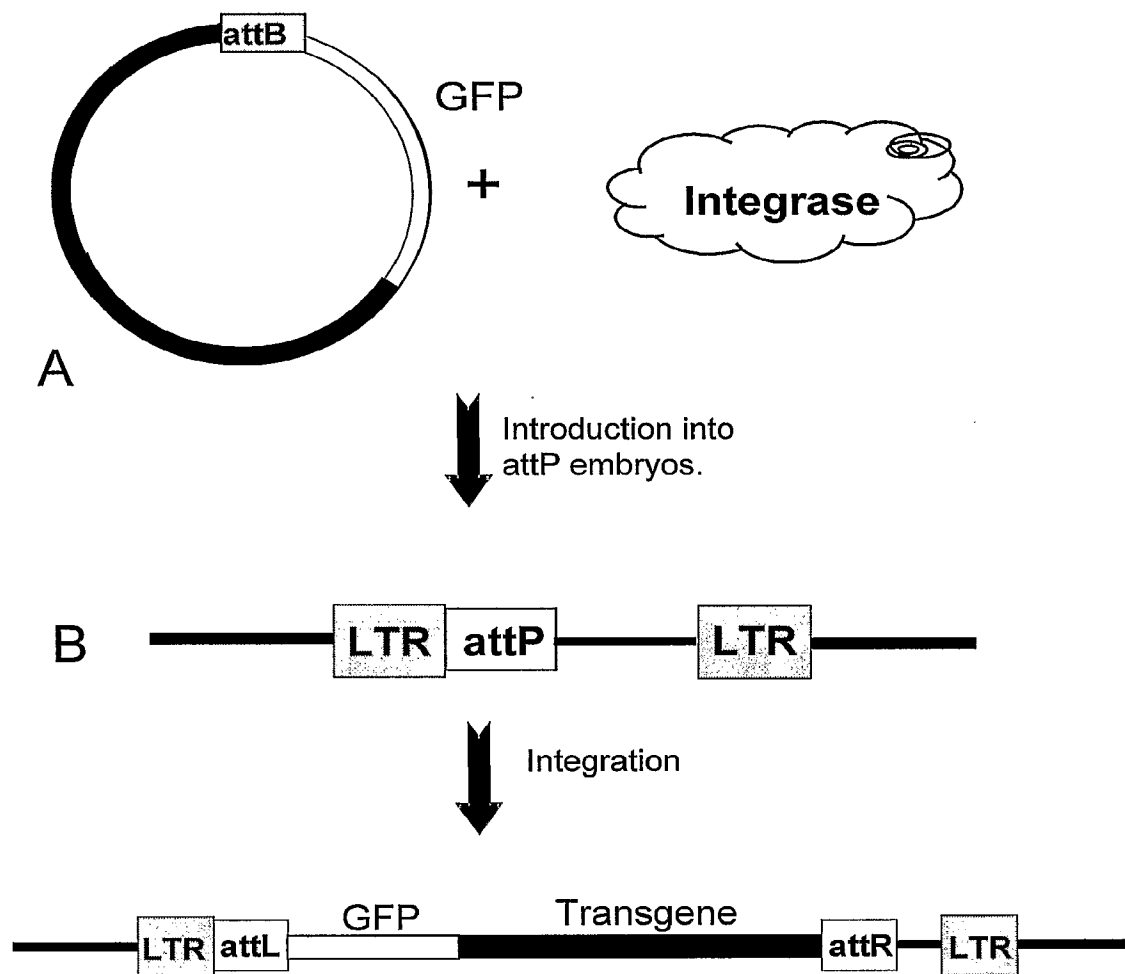 attB
GFP
+
Integrase
A
Introduction into
attP embryos.
B
LTR attP LTR
Integration
GFP Transgene
LTR attL attR LTR